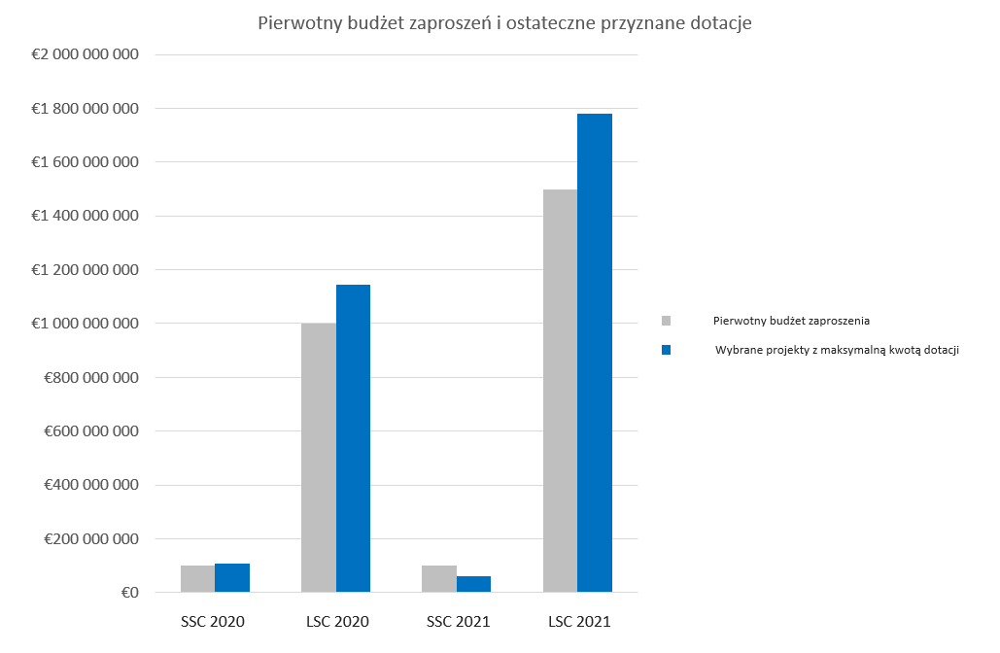 Pierwotny budżet zaproszeń i ostateczne przyznane dotacje
€2 000 000 000
€1 800 000 000
€1 600 000 000
€1 400 000 000
€1 200 000 000
€1 000 000 000
€800 000 000
€600 000 000
€400 000 000
€200 000 000
€0
SSC 2020 LSC 2020 SSC 2021 LSC 2021
Pierwotny budżet zaproszenia
Wybrane projekty z maksymalną kwotą dotacji